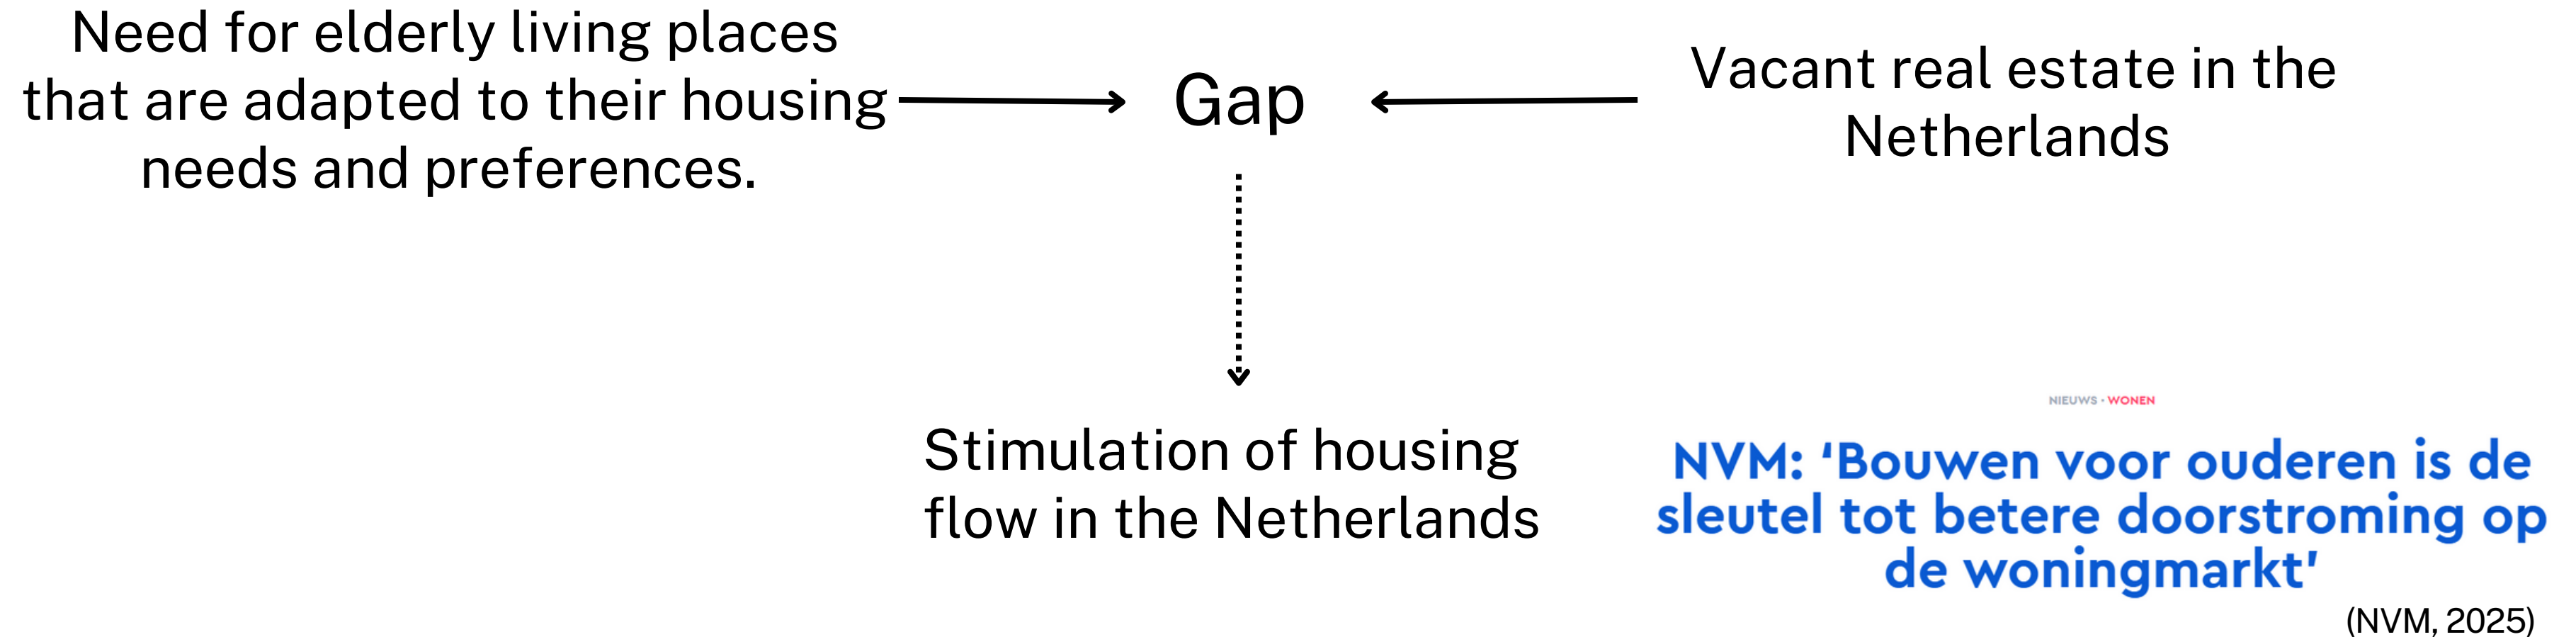 Need for elderly living places
that are adapted to their housing
needs and preferences.
Gap
Vacant real estate in the
Netherlands
Stimulation of housing
flow in the Netherlands
NIEUWS • WONEN
NVM: ‘Bouwen voor ouderen is de
sleutel tot betere doorstroming op
de woningmarkt’
(NVM, 2025)